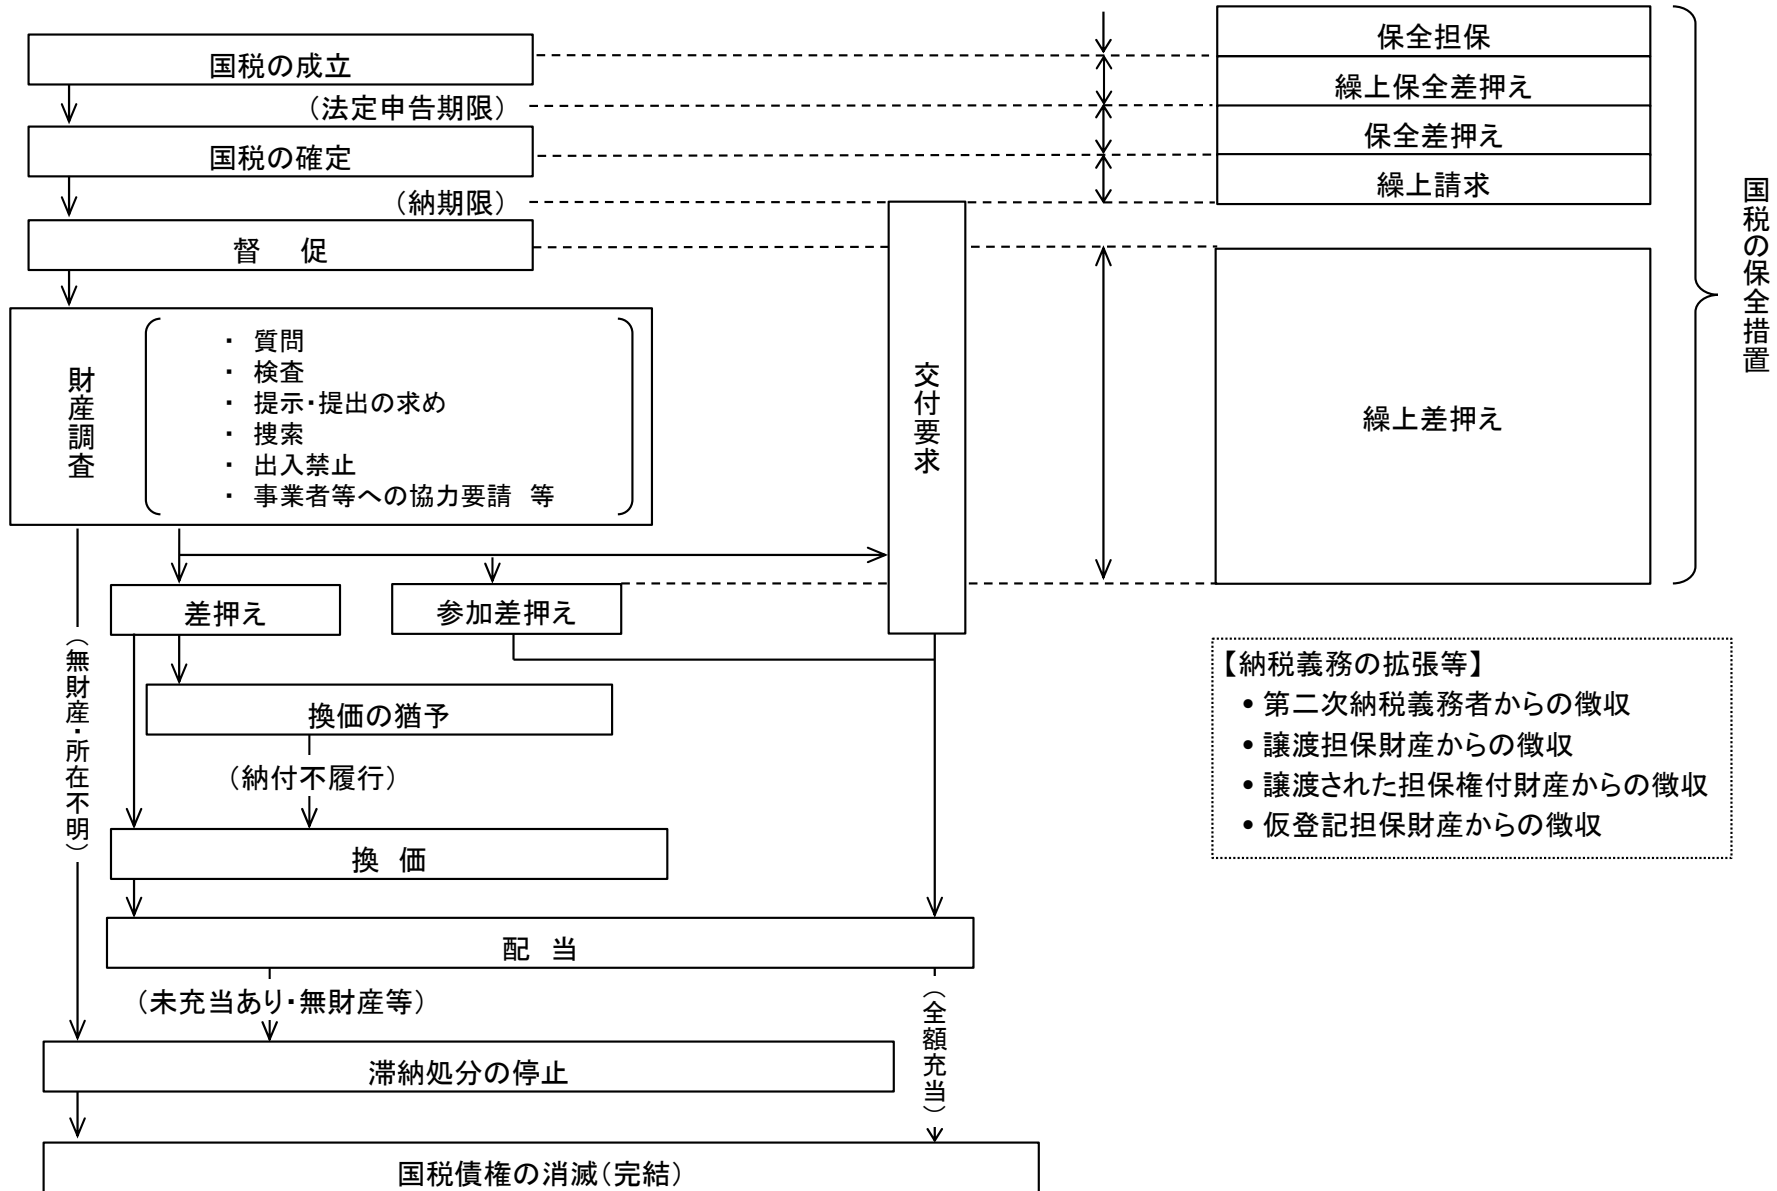 国税の成立
（法定申告期限）
国税の確定
（納期限）
督　促
財産調査
・ 質問
・ 検査
・ 提示・提出の求め
・ 捜索
・ 出入禁止
・ 事業者等への協力要請　等
交付要求
差押え
参加差押え
（無財産・所在不明）
換価の猶予
（納付不履行）
換　価
配　当
（未充当あり・無財産等）
（全額充当）
滞納処分の停止
国税債権の消滅（完結）
保全担保
繰上保全差押え
保全差押え
繰上請求
繰上差押え
国税の保全措置
【納税義務の拡張等】
• 第二次納税義務者からの徴収
• 譲渡担保財産からの徴収
• 譲渡された担保権付財産からの徴収
• 仮登記担保財産からの徴収